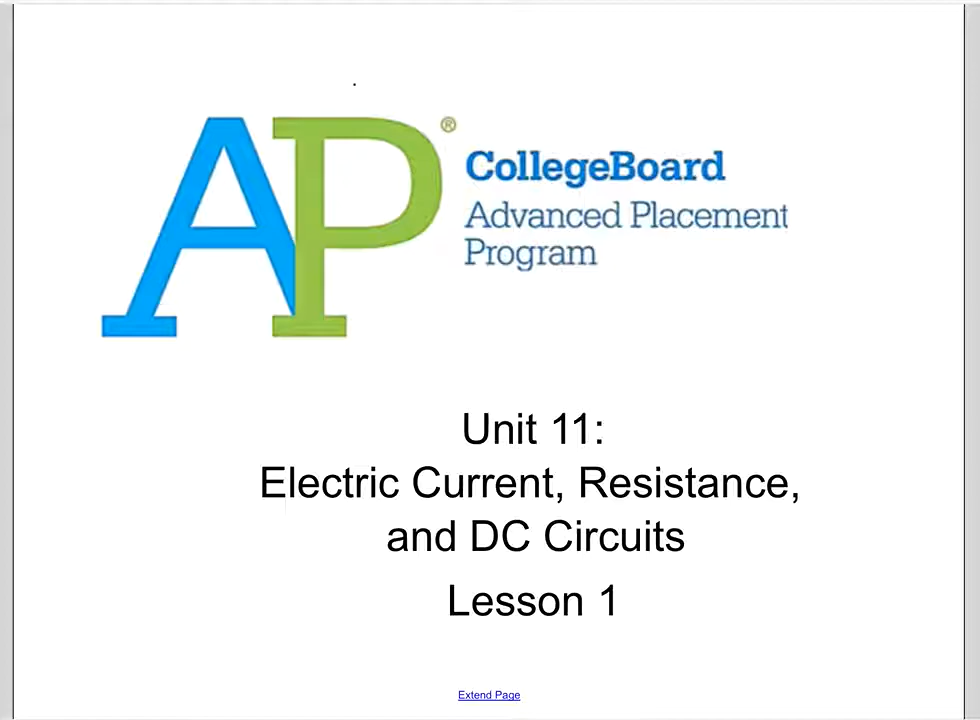 AP®
CollegeBoard
Advanced Placement
Program
Unit 11:
Electric Current, Resistance,
and DC Circuits
Lesson 1
Extend Page